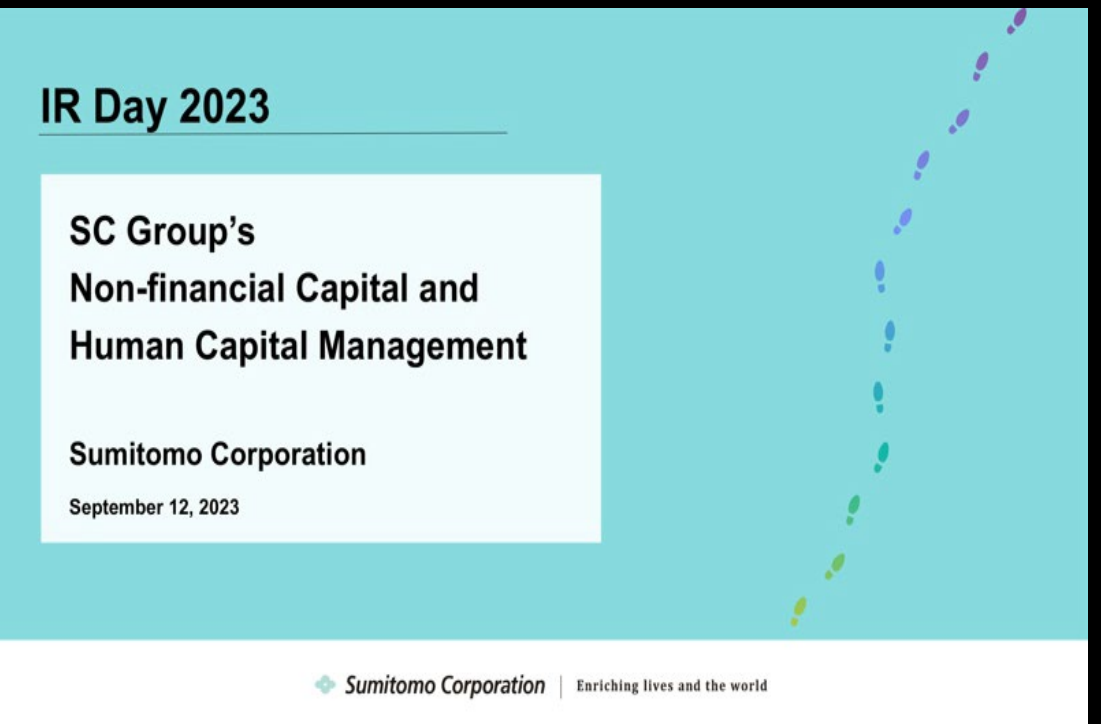 IR Day 2023
SC Group’s
Non-financial Capital and
Human Capital Management
Sumitomo Corporation
September 12, 2023
Sumitomo Corporation | Enriching lives and the world